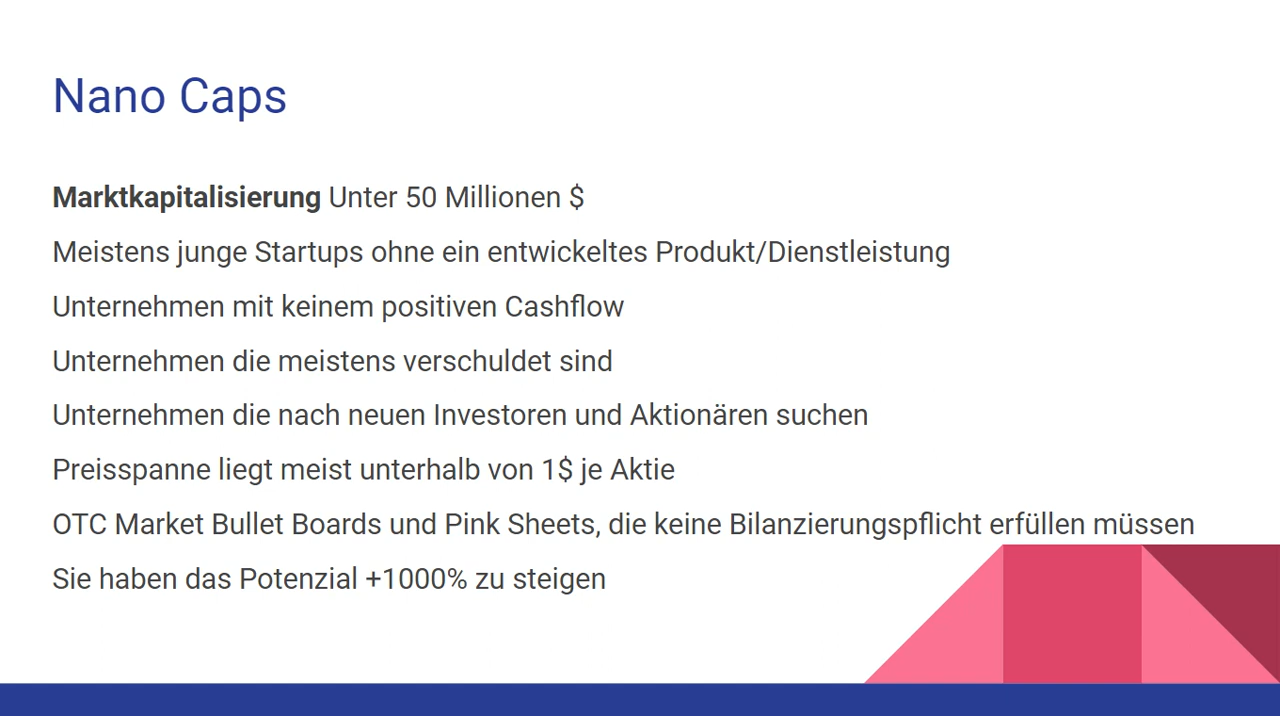 Nano Caps
Marktkapitalisierung Unter 50 Millionen $
Meistens junge Startups ohne ein entwickeltes Produkt/Dienstleistung
Unternehmen mit keinem positiven Cashflow
Unternehmen die meistens verschuldet sind
Unternehmen die nach neuen Investoren und Aktionären suchen
Preisspanne liegt meist unterhalb von 1$ je Aktie
OTC Market Bullet Boards und Pink Sheets, die keine Bilanzierungspflicht erfüllen müssen
Sie haben das Potenzial +1000% zu steigen